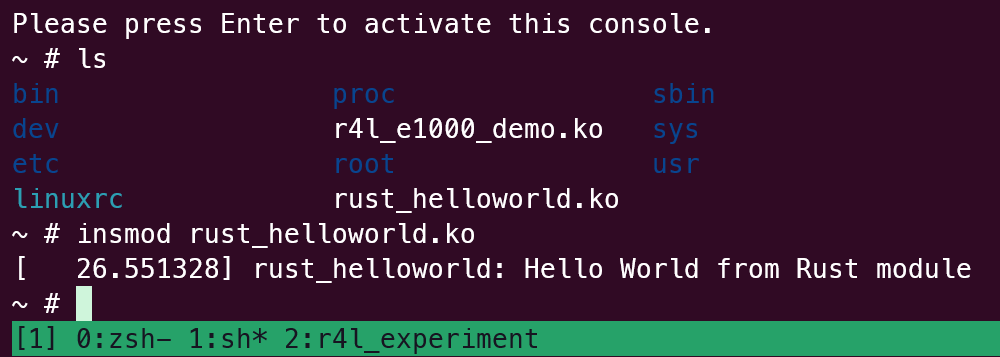 Please press Enter to activate this console.
~ # ls
bin                 proc                sbin
dev                 r4l_e1000_demo.ko   sys
etc                 root                usr
linuxrc             rust_helloworld.ko
~ # insmod rust_helloworld.ko
[   26.551328] rust_helloworld: Hello World from Rust module
~ #
[1] 0:zsh- 1:sh* 2:r4l_experiment